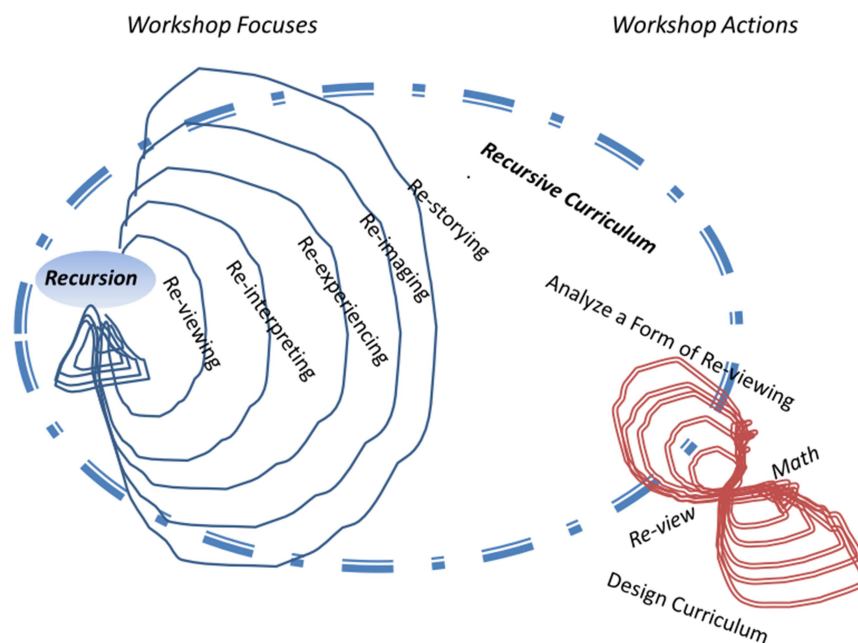 Workshop Focuses
Workshop Actions
Recursive Curriculum
Re-storying
Re-imaging
Re-experiencing
Re-interpreting
Re-viewing
Recursion
Analyze a Form of Re-viewing
Math
Re-view
Design Curriculum